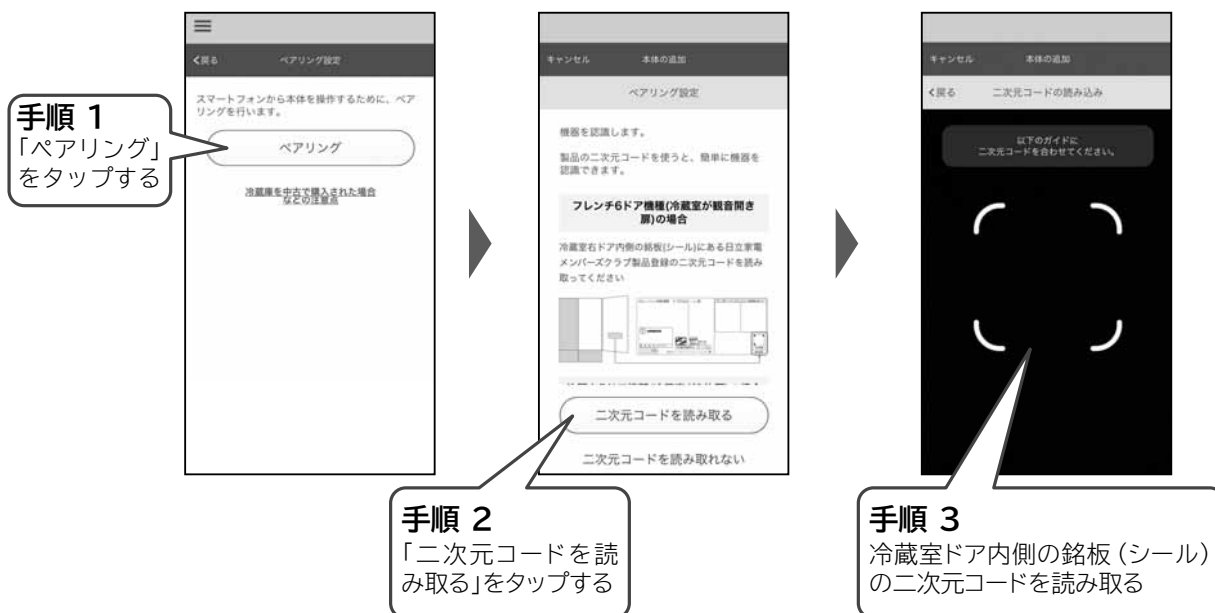 手順 1
「ペアリング」
をタップする
<戻る
ペアリング設定
スマートフォンから本体を操作するために、ペア
リングを行います。
ペアリング
冷蔵庫を中古で購入された場合
などの注意点
キャンセル
本体の追加
ペアリング設定
機器を認識します。
製品の二次元コードを使うと、簡単に機器を
認識できます。
フレンチ6ドア機種(冷蔵室が観音開き
扉)の場合
冷蔵室右ドア内側の銘板(シール)にある日立家電
メンバーズクラブ製品登録の二次元コードを読み
取ってください
二次元コードを読み取る
二次元コードを読み取れない
手順 2
「二次元コードを読
み取る」をタップする
キャンセル
本体の追加
<戻る
二次元コードの読み込み
以下のガイドに
二次元コードを合わせてください。
手順 3
冷蔵室ドア内側の銘板 (シール)
の二次元コードを読み取る